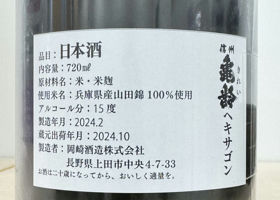 品目：日本酒
内容量：720㎖
原材料名：米・米麹
使用米名：兵庫県産山田錦100%使用
アルコール分：15度
製造年月：2024.2
蔵元出荷年月：2024.10
製造者：岡崎酒造株式会社
長野県上田市中央4-7-33
お酒は二十歳になってから、おいしく適量を。
信州
亀齢
きれい
ヘキサゴン